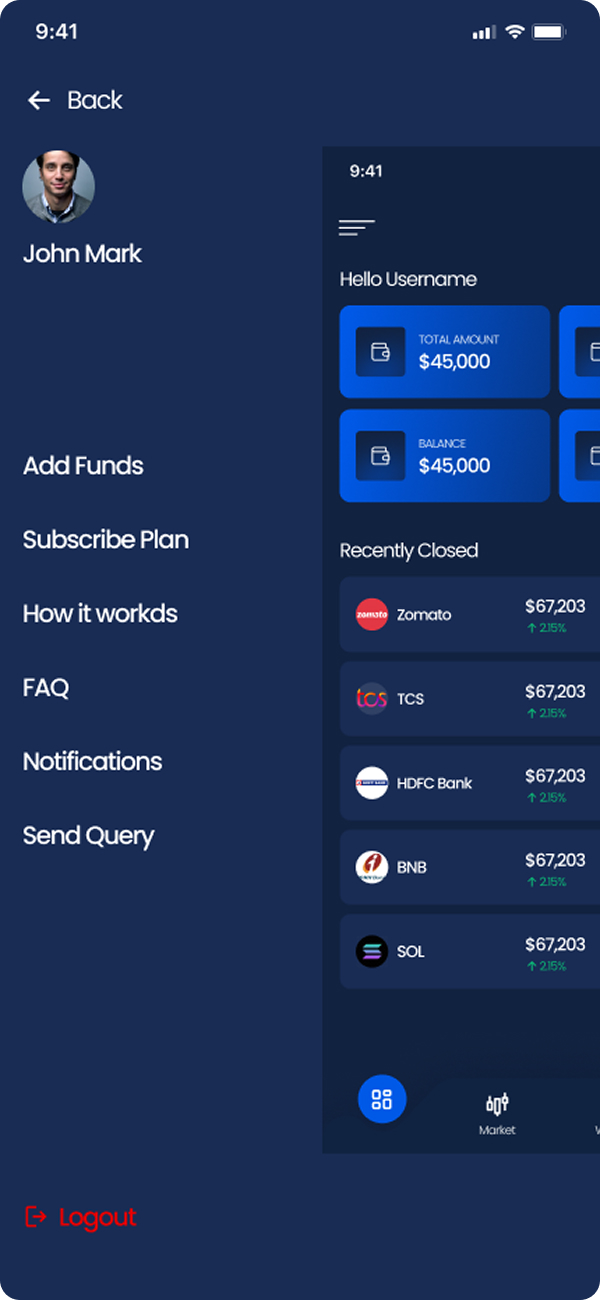 9:41
Back
John Mark
Add Funds
Subscribe Plan
How it workds
FAQ
Notifications
Send Query
Logout
9:41
Hello Username
TOTAL AMOUNT
$45,000
BALANCE
$45,000
Recently Closed
zomato
Zomato
$67,203
↑ 2.15%
tcs
TCS
$67,203
↑ 2.15%
HDFC Bank
$67,203
↑ 2.15%
BNB
$67,203
↑ 2.15%
SOL
$67,203
↑ 2.15%
Market